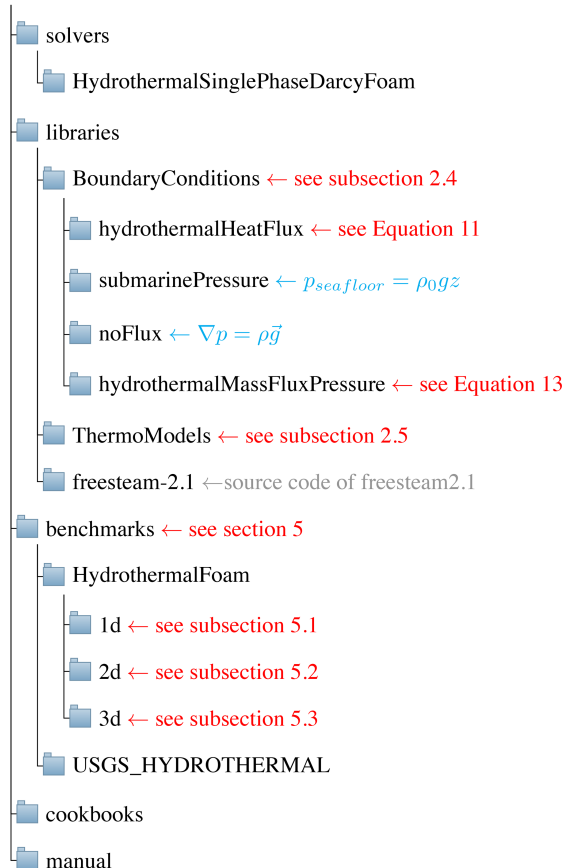 solvers
HydrothermalSinglePhaseDarcyFoam
libraries
BoundaryConditions ← see subsection 2.4
hydrothermalHeatFlux ← see Equation 11
submarinePressure ← p_{seafloor} = ρ₀gz
noFlux ← ∇p = ρg⃗
hydrothermalMassFluxPressure ← see Equation 13
ThermoModels ← see subsection 2.5
freesteam-2.1 ←source code of freesteam2.1
benchmarks ← see section 5
HydrothermalFoam
1d ← see subsection 5.1
2d ← see subsection 5.2
3d ← see subsection 5.3
USGS_HYDROTHERMAL
cookbooks
manual